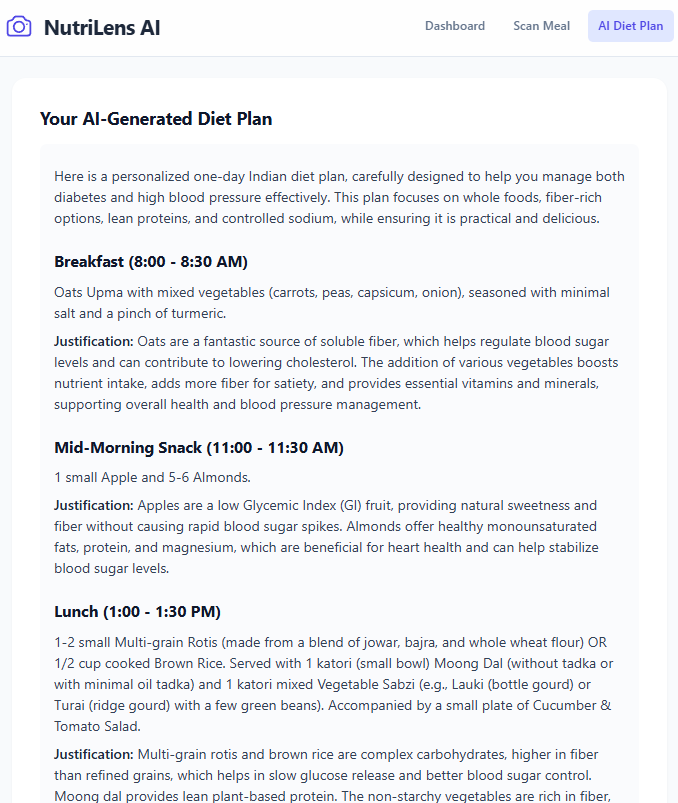 NutriLens AI
Dashboard
Scan Meal
AI Diet Plan
Your AI-Generated Diet Plan
Here is a personalized one-day Indian diet plan, carefully designed to help you manage both
diabetes and high blood pressure effectively. This plan focuses on whole foods, fiber-rich
options, lean proteins, and controlled sodium, while ensuring it is practical and delicious.
Breakfast (8:00 - 8:30 AM)
Oats Upma with mixed vegetables (carrots, peas, capsicum, onion), seasoned with minimal
salt and a pinch of turmeric.
Justification: Oats are a fantastic source of soluble fiber, which helps regulate blood sugar
levels and can contribute to lowering cholesterol. The addition of various vegetables boosts
nutrient intake, adds more fiber for satiety, and provides essential vitamins and minerals,
supporting overall health and blood pressure management.
Mid-Morning Snack (11:00 - 11:30 AM)
1 small Apple and 5-6 Almonds.
Justification: Apples are a low Glycemic Index (GI) fruit, providing natural sweetness and
fiber without causing rapid blood sugar spikes. Almonds offer healthy monounsaturated
fats, protein, and magnesium, which are beneficial for heart health and can help stabilize
blood sugar levels.
Lunch (1:00 - 1:30 PM)
1-2 small Multi-grain Rotis (made from a blend of jowar, bajra, and whole wheat flour) OR
1/2 cup cooked Brown Rice. Served with 1 katori (small bowl) Moong Dal (without tadka or
with minimal oil tadka) and 1 katori mixed Vegetable Sabzi (e.g., Lauki (bottle gourd) or
Turai (ridge gourd) with a few green beans). Accompanied by a small plate of Cucumber &
Tomato Salad.
Justification: Multi-grain rotis and brown rice are complex carbohydrates, higher in fiber
than refined grains, which helps in slow glucose release and better blood sugar control.
Moong dal provides lean plant-based protein. The non-starchy vegetables are rich in fiber,